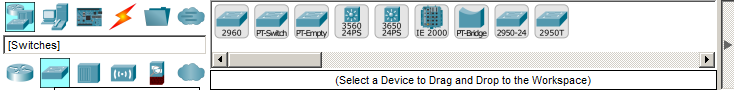 [Switches]
2960
PT-Switch
PT-Empty
3560
24PS
3650
24PS
IE 2000
PT-Bridge
2950-24
2950T
(Select a Device to Drag and Drop to the Workspace)